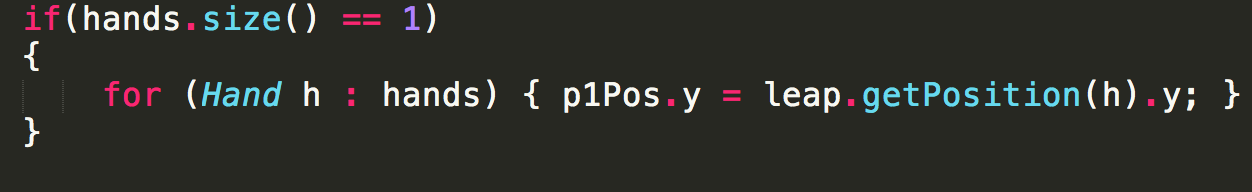 if(hands.size() == 1)
{
    for (Hand h : hands) { p1Pos.y = leap.getPosition(h).y; }
}